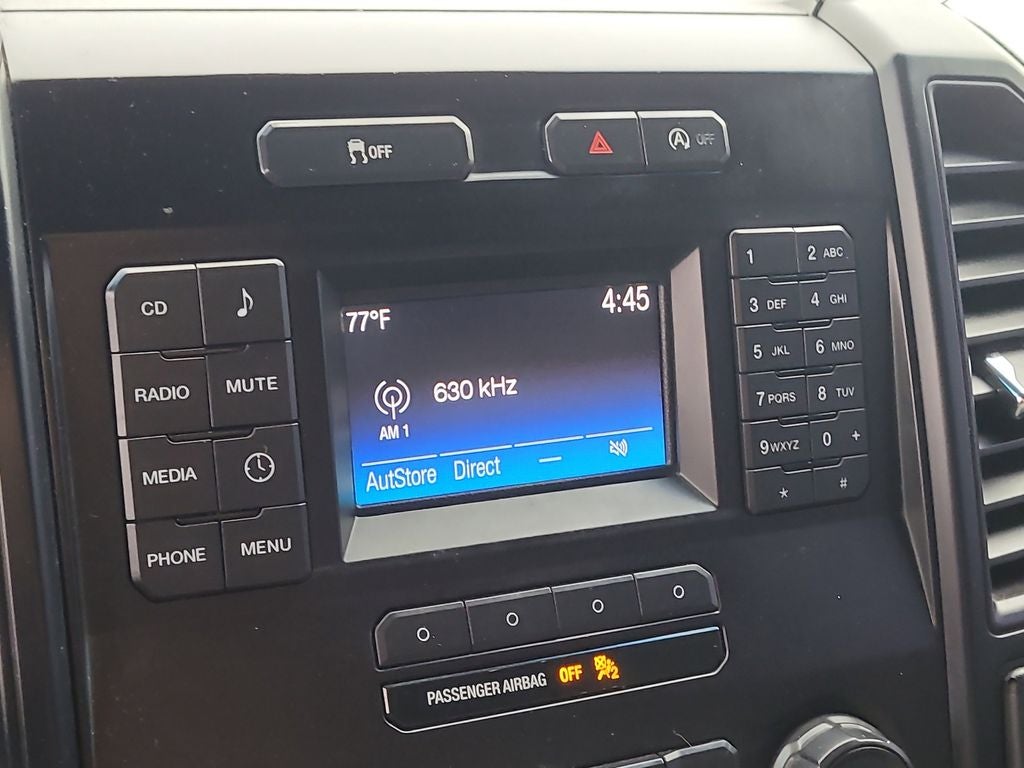 OFF
A OFF
CD
RADIO MUTE
MEDIA
PHONE MENU
77°F 4:45
630 kHz
AM 1
AutStore Direct —
1 2 ABC
3 DEF 4 GHI
5 JKL 6 MNO
7 PQRS 8 TUV
9 WXYZ 0 +
* #
PASSENGER AIRBAG OFF 2